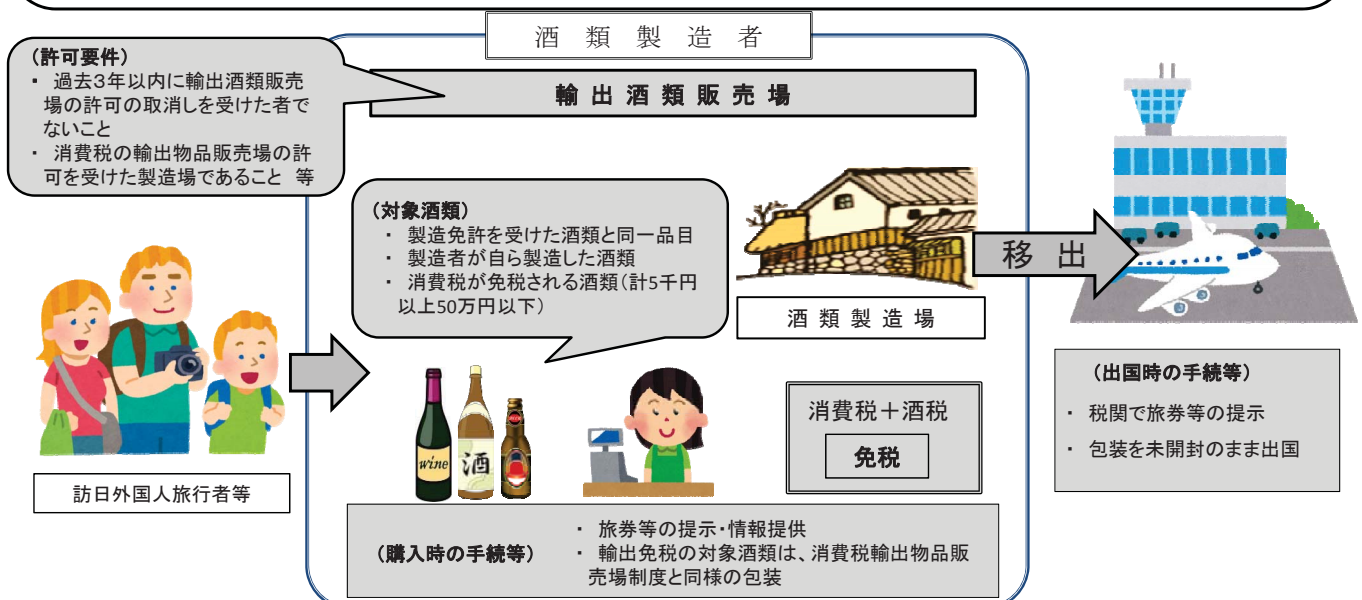 酒類製造者
(許可要件)
・ 過去3年以内に輸出酒類販売
場の許可の取消しを受けた者で
ないこと
・ 消費税の輸出物品販売場の許
可を受けた製造場であること 等
輸出酒類販売場
(対象酒類)
・ 製造免許を受けた酒類と同一品目
・ 製造者が自ら製造した酒類
・ 消費税が免税される酒類(計5千円
以上50万円以下)
酒類製造場
移出
wine
酒
消費税+酒税
免税
訪日外国人旅行者等
(購入時の手続等)
・ 旅券等の提示・情報提供
・ 輸出免税の対象酒類は、消費税輸出物品販
売場制度と同様の包装
(出国時の手続等)
・ 税関で旅券等の提示
・ 包装を未開封のまま出国